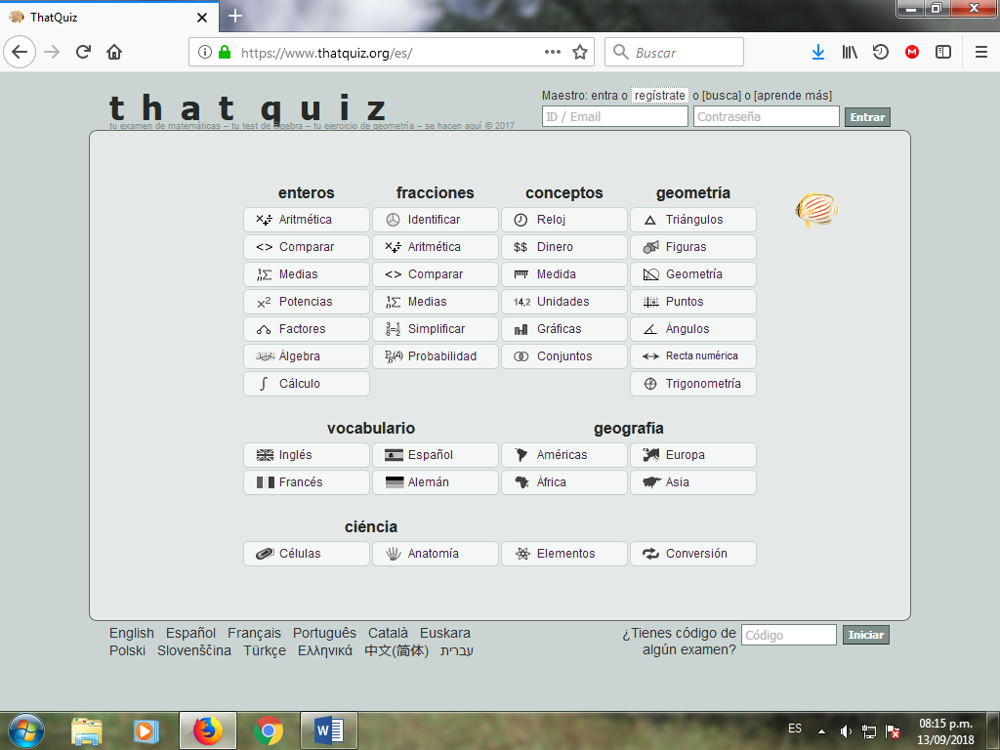 ThatQuiz
https://www.thatquiz.org/es/
Buscar
that quiz
tu examen de matemáticas – tu test de álgebra – tu ejercicio de geometría – se hacen aquí © 2017
Maestro: entra o regístrate o [busca] o [aprende más]
ID / Email Contraseña Entrar
enteros fracciones conceptos geometría
Aritmética Identificar Reloj Triángulos
<> Comparar Aritmética $$ Dinero Figuras
Medias <> Comparar Medida Geometría
x² Potencias Medias 14,2 Unidades Puntos
Factores Simplificar Gráficas Ángulos
Álgebra Probabilidad Conjuntos Recta numérica
∫ Cálculo Trigonometría
vocabulario geografía
Inglés Español Américas Europa
Francés Alemán África Asia
ciéncia
Células Anatomía Elementos Conversión
English Español Français Português Català Euskara
Polski Slovenščina Türkçe Ελληνικά 中文(简体) עברית
¿Tienes código de
algún examen?
Código Iniciar
ES
08:15 p.m.
13/09/2018